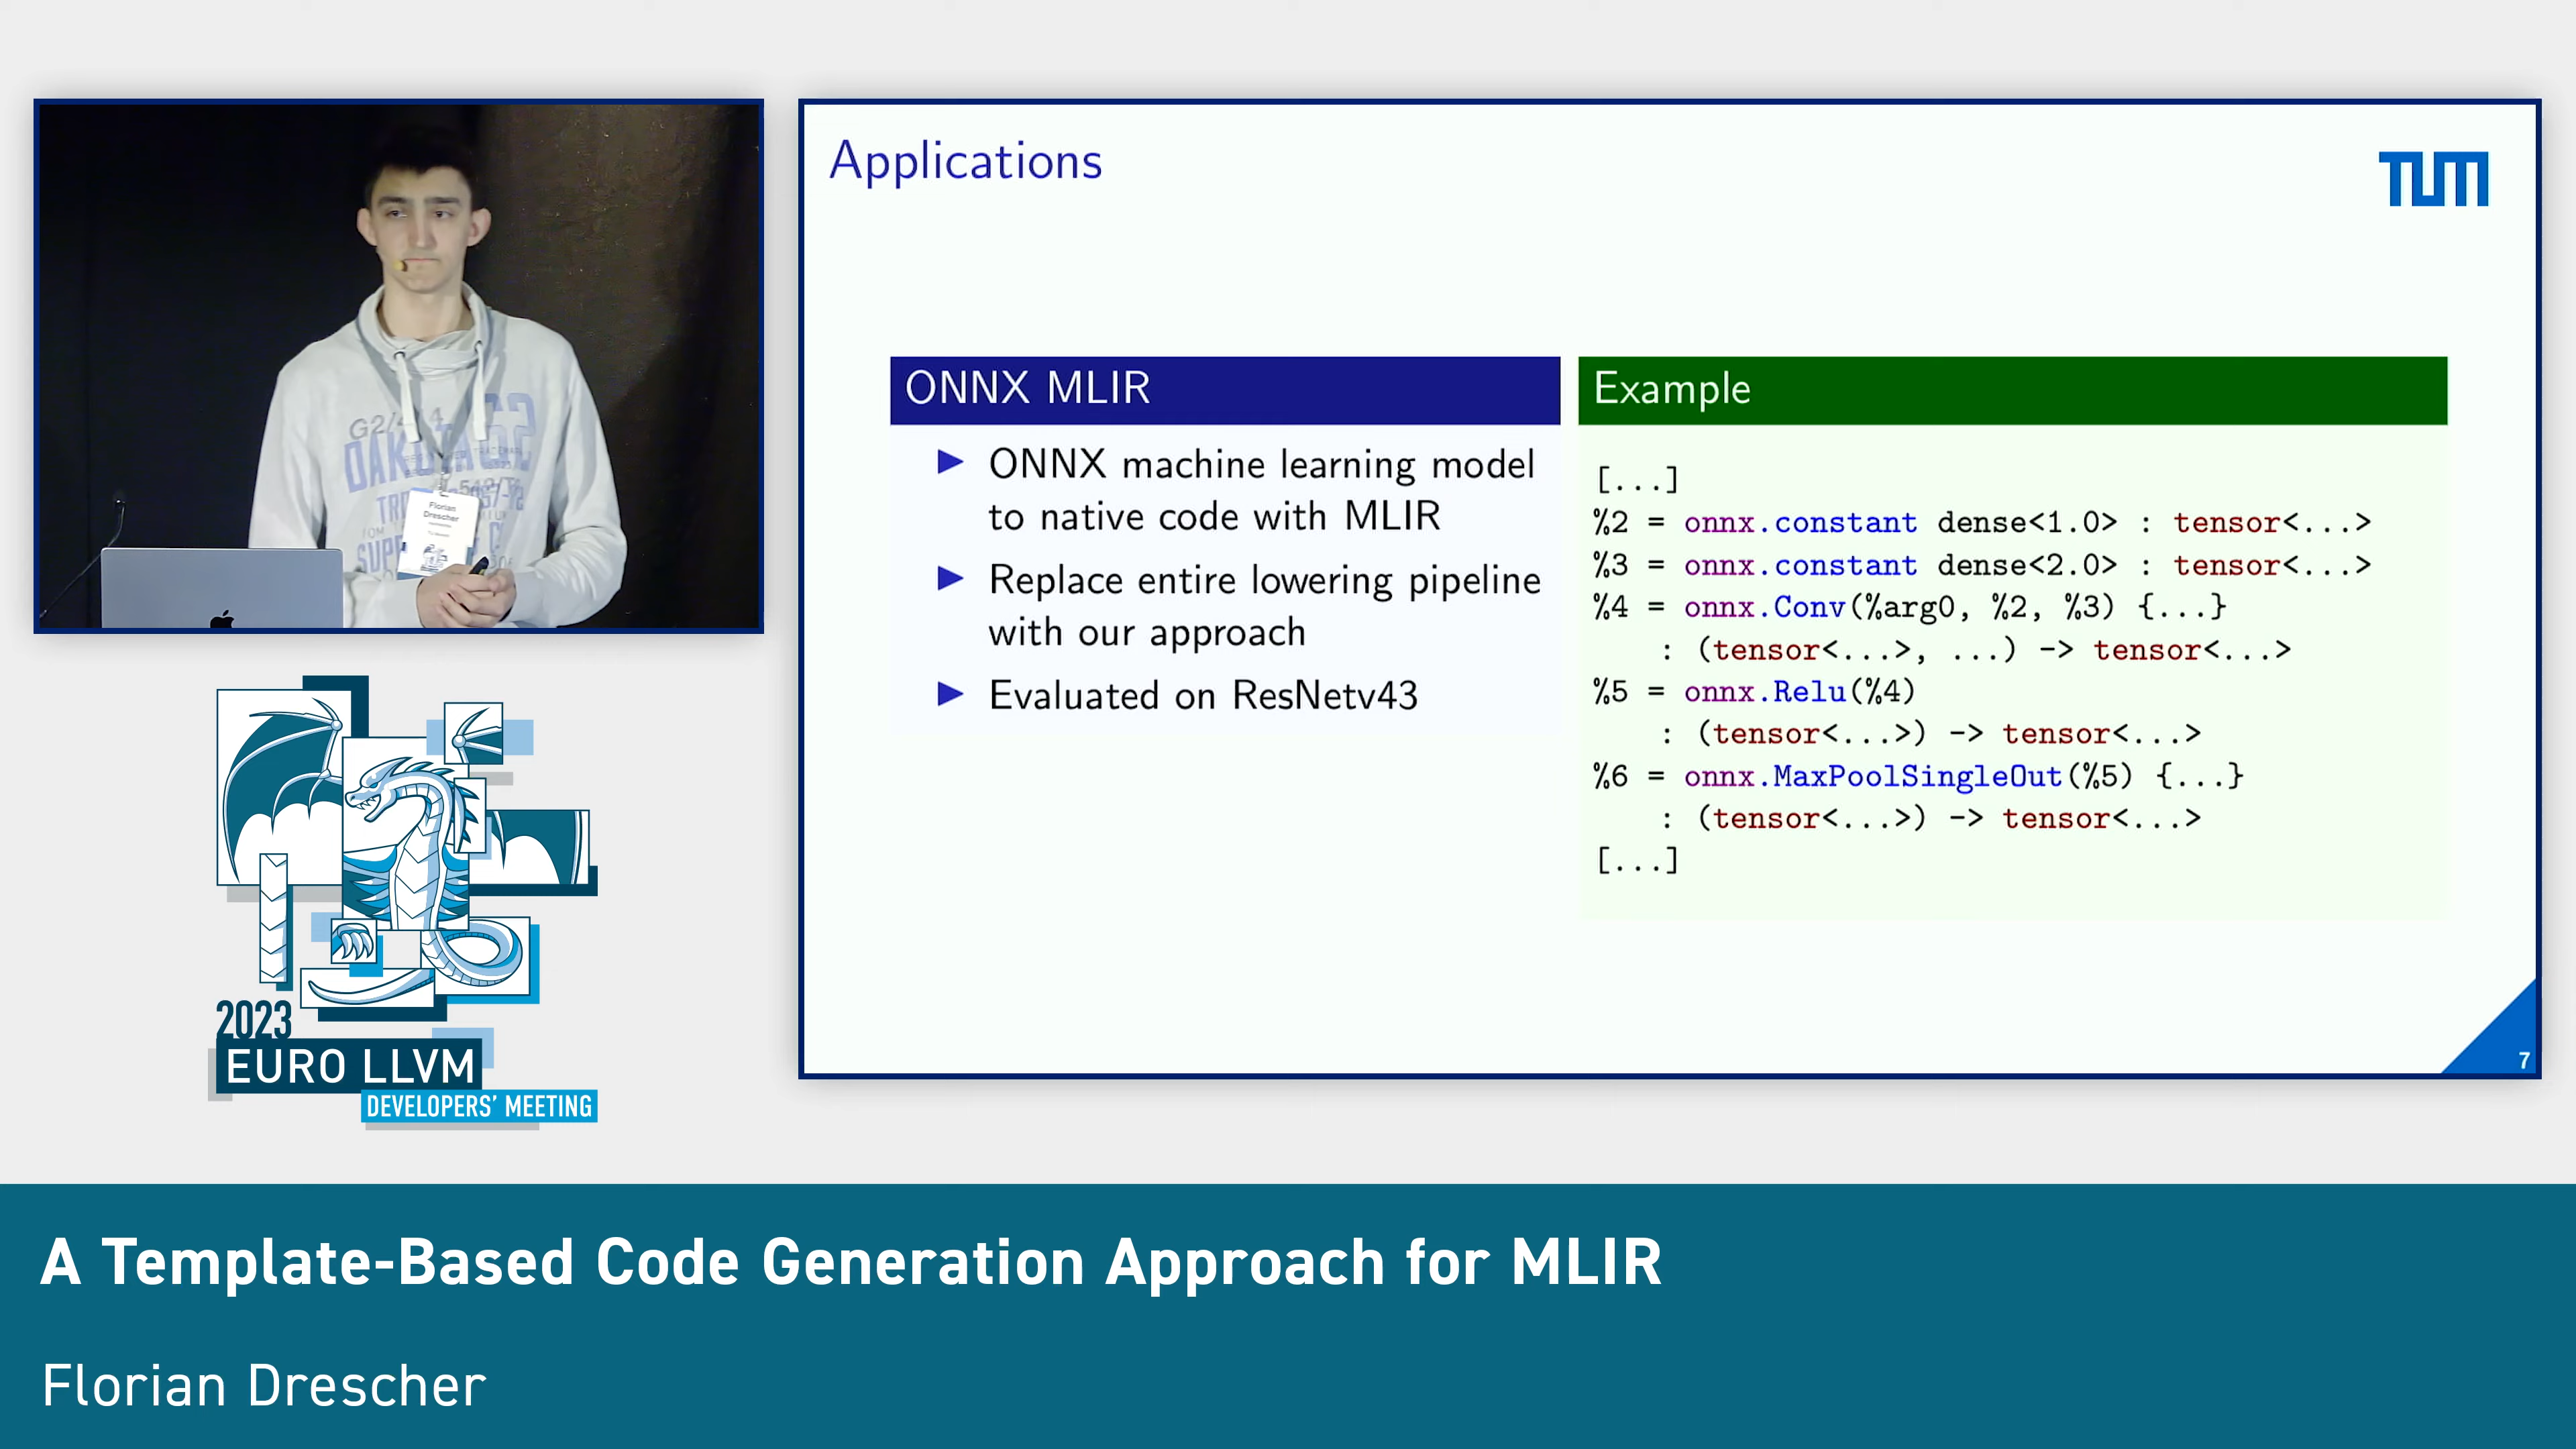 Applications
TUM
ONNX MLIR
▶ ONNX machine learning model
to native code with MLIR
▶ Replace entire lowering pipeline
with our approach
▶ Evaluated on ResNetv43
Example
[...]
%2 = onnx.constant dense<1.0> : tensor<...>
%3 = onnx.constant dense<2.0> : tensor<...>
%4 = onnx.Conv(%arg0, %2, %3) {...}
: (tensor<...>, ...) -> tensor<...>
%5 = onnx.Relu(%4)
: (tensor<...>) -> tensor<...>
%6 = onnx.MaxPoolSingleOut(%5) {...}
: (tensor<...>) -> tensor<...>
[...]
7
Florian
Drescher
2023
EURO LLVM
DEVELOPERS' MEETING
A Template-Based Code Generation Approach for MLIR
Florian Drescher